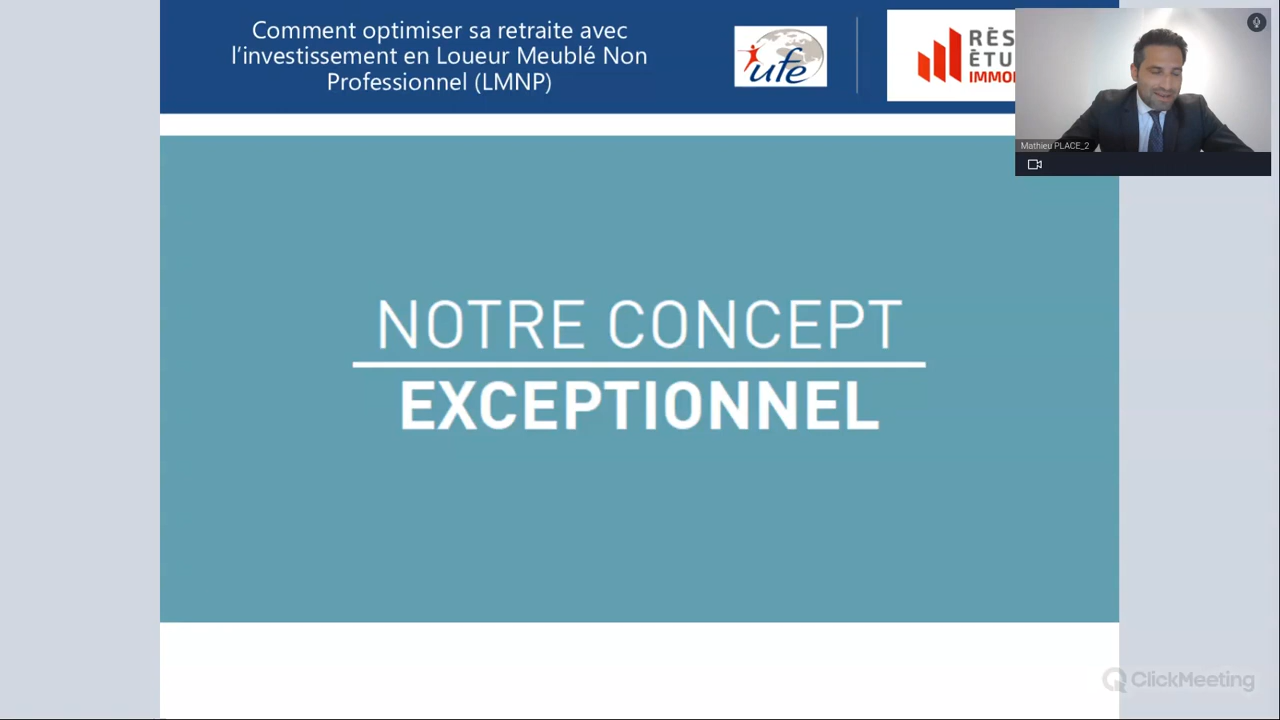 Comment optimiser sa retraite avec
l'investissement en Loueur Meublé Non
Professionnel (LMNP)
ufe
RÈS
ÈTU
IMMO
Mathieu PLACE_2
NOTRE CONCEPT
EXCEPTIONNEL
ClickMeeting